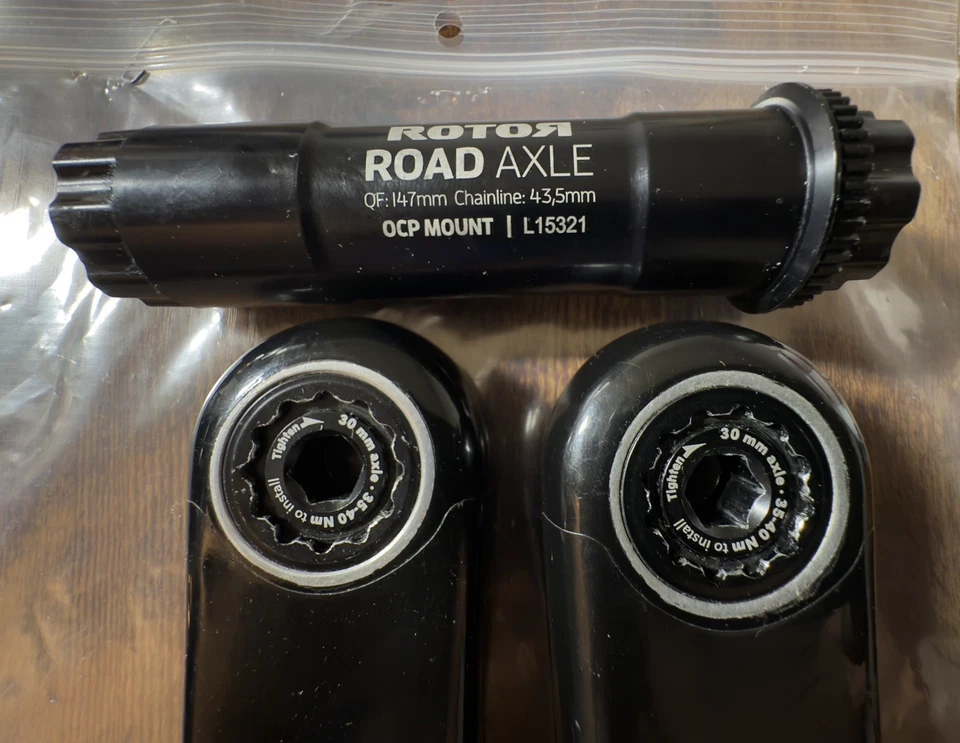 ROTOR
ROAD AXLE
QF: 147mm Chainline: 43,5mm
OCP MOUNT | L15321
Tighten
30 mm axle · 35-40 Nm to install
Tighten
30 mm axle · 35-40 Nm to install